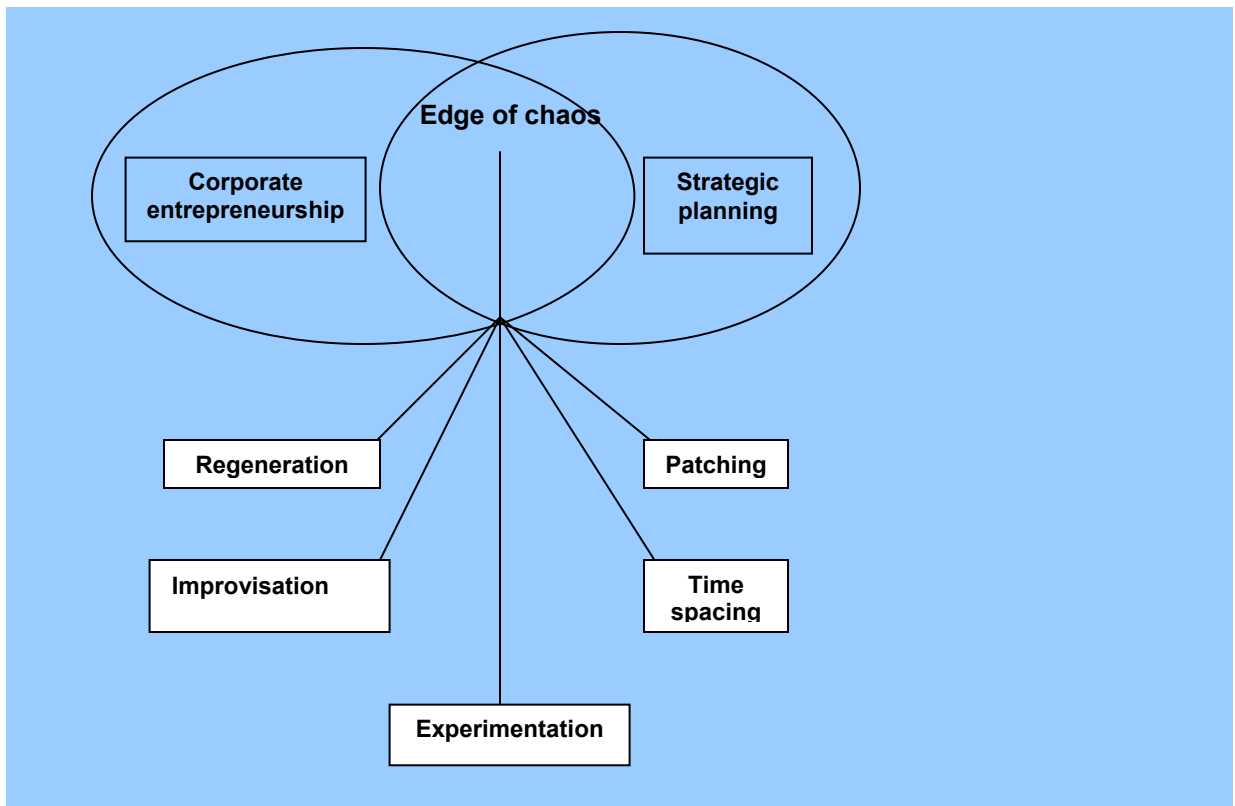 Edge of chaos
Corporate
entrepreneurship
Strategic
planning
Regeneration
Patching
Improvisation
Time
spacing
Experimentation